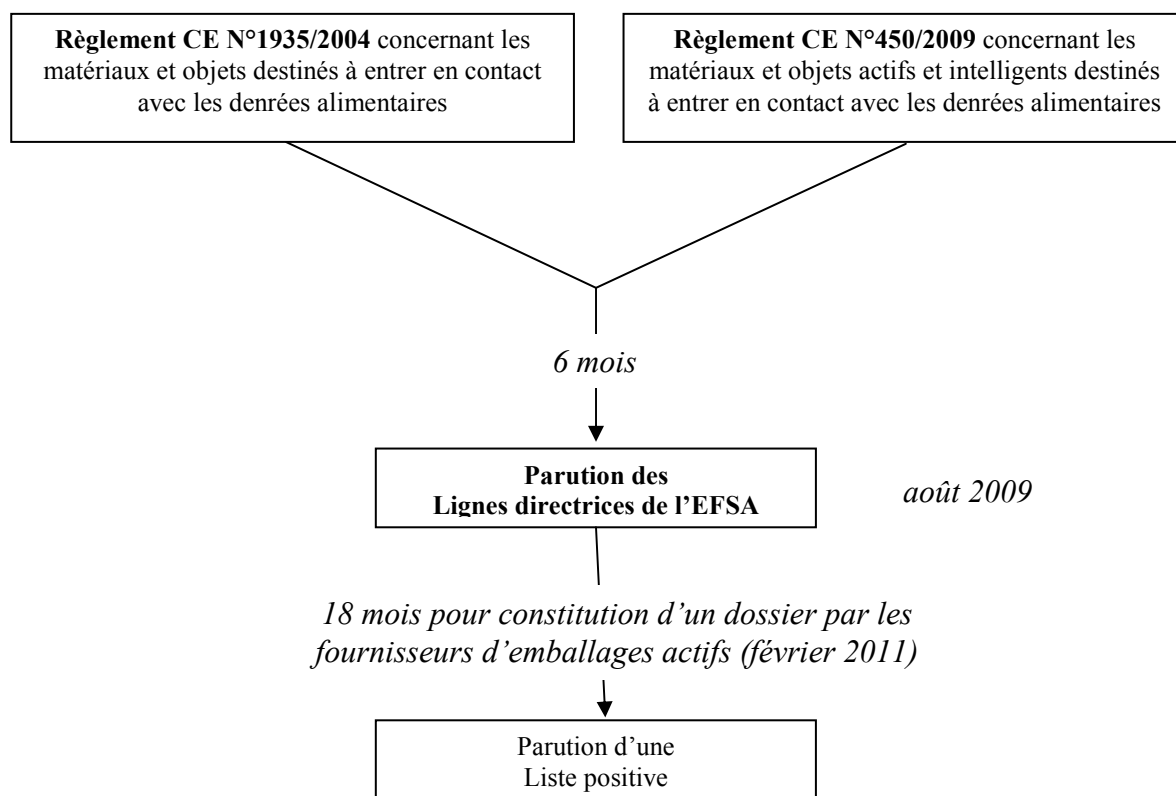 Règlement CE N°1935/2004 concernant les
matériaux et objets destinés à entrer en contact
avec les denrées alimentaires
Règlement CE N°450/2009 concernant les
matériaux et objets actifs et intelligents destinés
à entrer en contact avec les denrées alimentaires
6 mois
Parution des
Lignes directrices de l’EFSA
août 2009
18 mois pour constitution d’un dossier par les
fournisseurs d’emballages actifs (février 2011)
Parution d’une
Liste positive